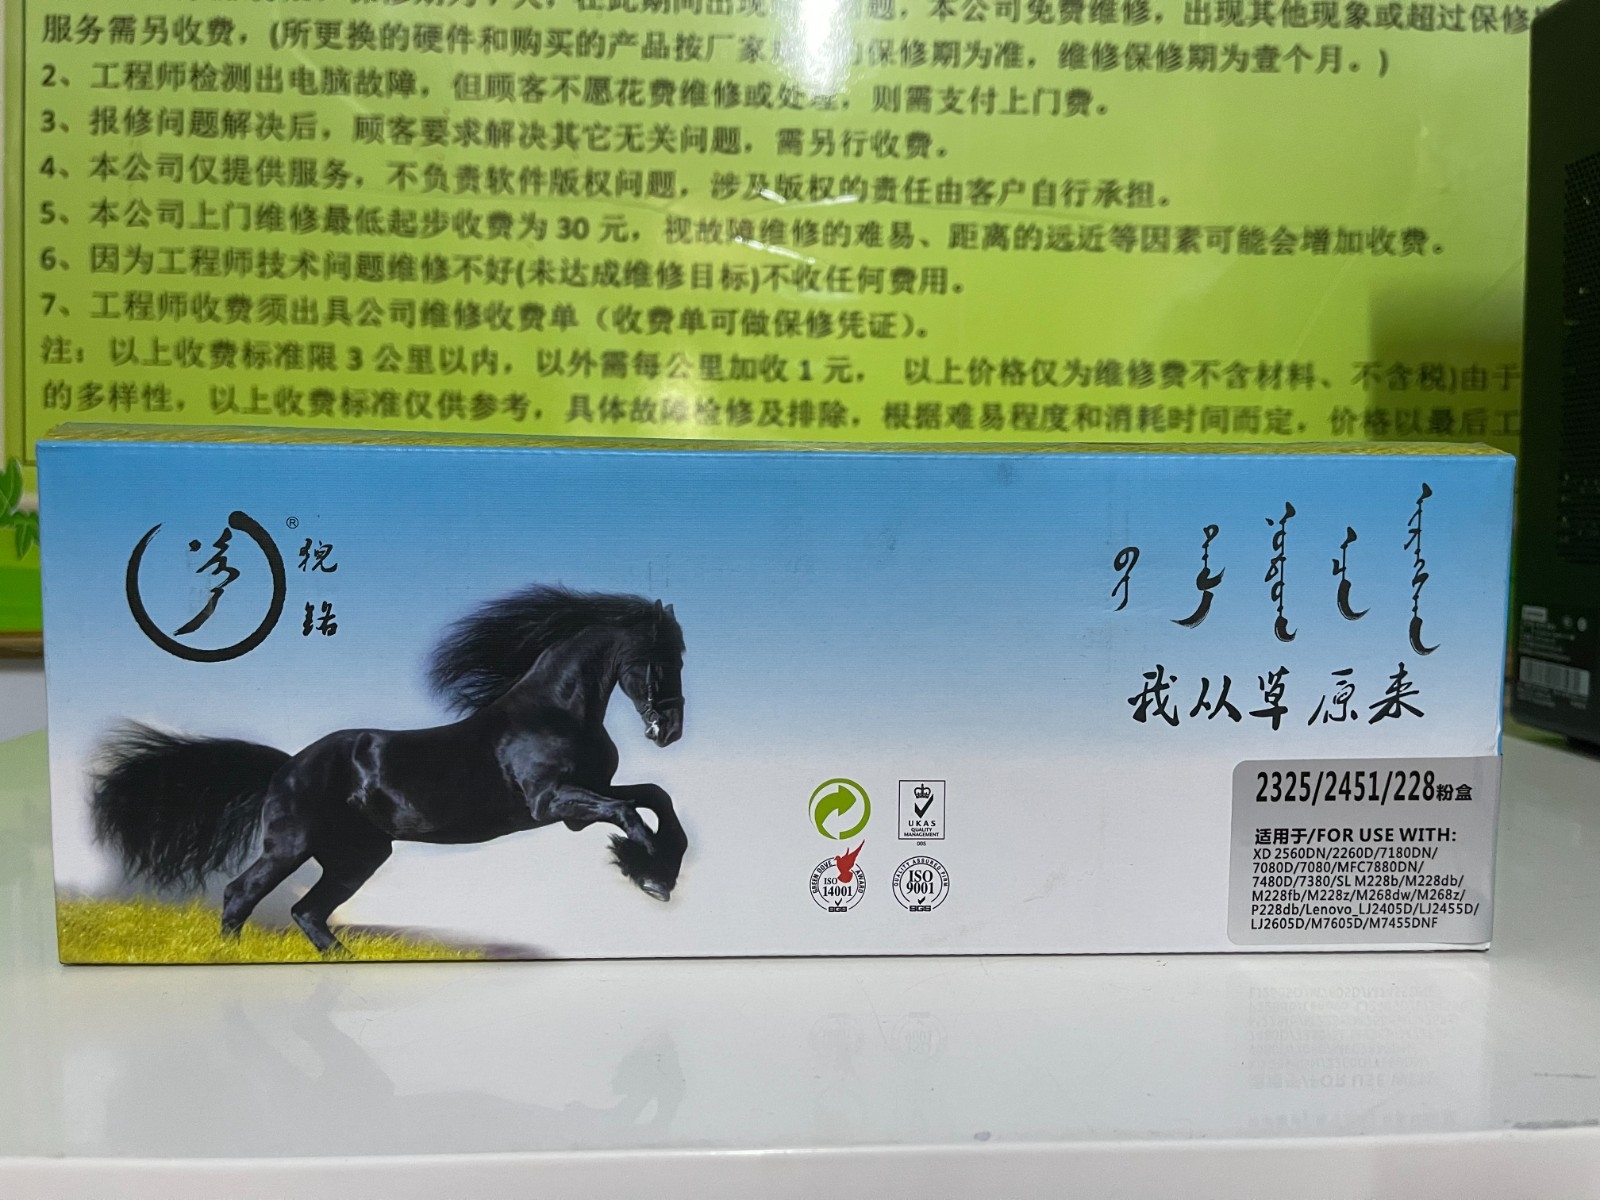 服务需另收费，(所更换的硬件和购买的产品按厂家 的保修期为准，维修保修期为壹个月。)
2、工程师检测出电脑故障，但顾客不愿花费维修或处理，则需支付上门费。
3、报修问题解决后，顾客要求解决其它无关问题，需另行收费。
4、本公司仅提供服务，不负责软件版权问题，涉及版权的责任由客户自行承担。
5、本公司上门维修最低起步收费为 30 元，视故障维修的难易、距离的远近等因素可能会增加收费。
6、因为工程师技术问题维修不好(未达成维修目标)不收任何费用。
7、工程师收费须出具公司维修收费单（收费单可做保修凭证）。
注：以上收费标准限 3 公里以内，以外需每公里加收 1 元， 以上价格仅为维修费不含材料、不含税)由于
的多样性，以上收费标准仅供参考，具体故障检修及排除，根据难易程度和消耗时间而定，价格以最后工
®
我从草原来
UKAS
QUALITY
MANAGEMENT
005
GREEN DOVE AWARD
ISO
14001
SGS
QUALITY ASSURED FIRM
ISO
9001
SGS
2325/2451/228粉盒
适用于/FOR USE WITH:
XD 2560DN/2260D/7180DN/
7080D/7080/MFC7880DN/
7480D/7380/SL M228b/M228db/
M228fb/M228z/M268dw/M268z/
P228db/Lenovo_LJ2405D/LJ2455D/
LJ2605D/M7605D/M7455DNF